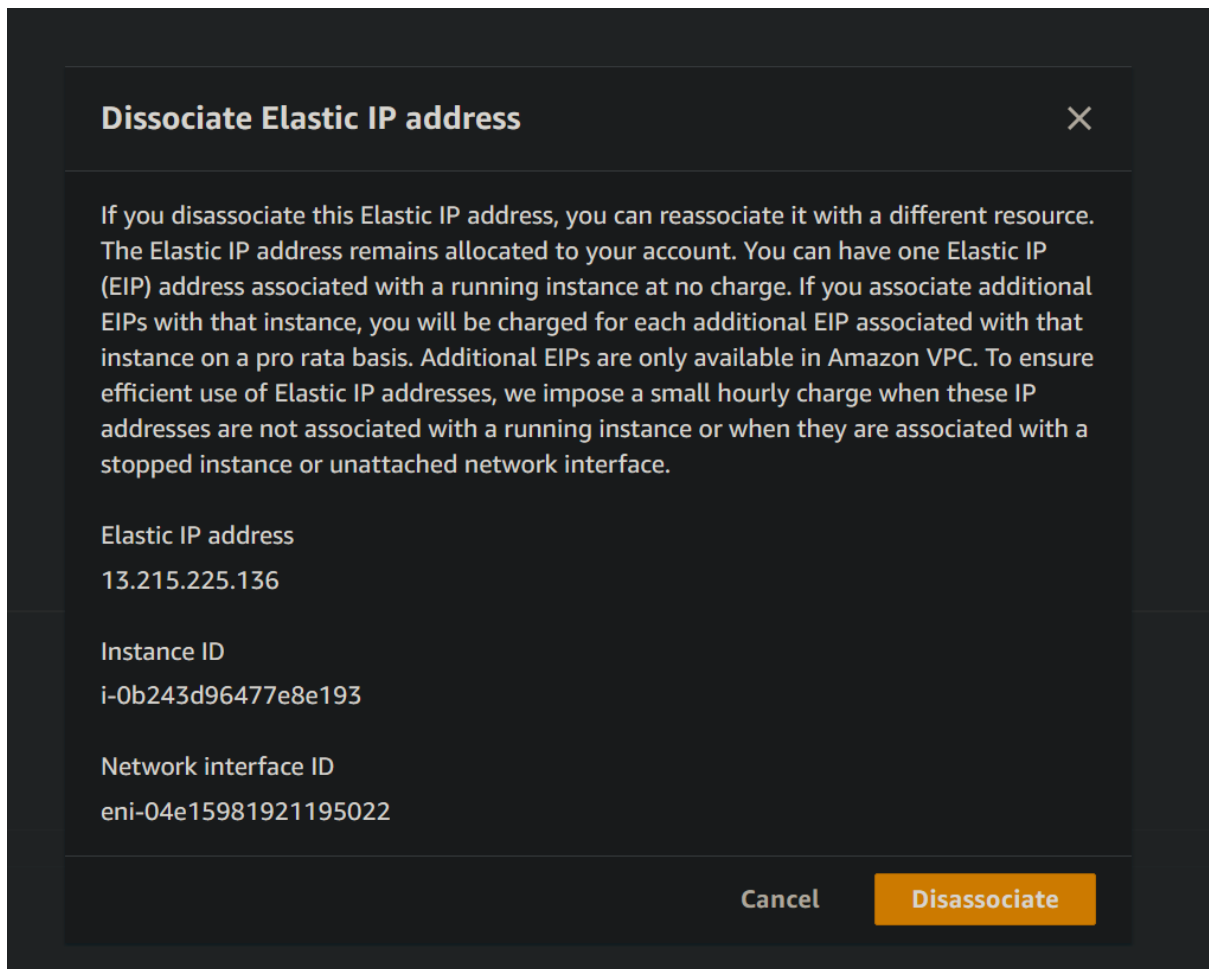 Dissociate Elastic IP address
If you disassociate this Elastic IP address, you can reassociate it with a different resource.
The Elastic IP address remains allocated to your account. You can have one Elastic IP
(EIP) address associated with a running instance at no charge. If you associate additional
EIPs with that instance, you will be charged for each additional EIP associated with that
instance on a pro rata basis. Additional EIPs are only available in Amazon VPC. To ensure
efficient use of Elastic IP addresses, we impose a small hourly charge when these IP
addresses are not associated with a running instance or when they are associated with a
stopped instance or unattached network interface.
Elastic IP address
13.215.225.136
Instance ID
i-0b243d96477e8e193
Network interface ID
eni-04e15981921195022
Cancel
Disassociate